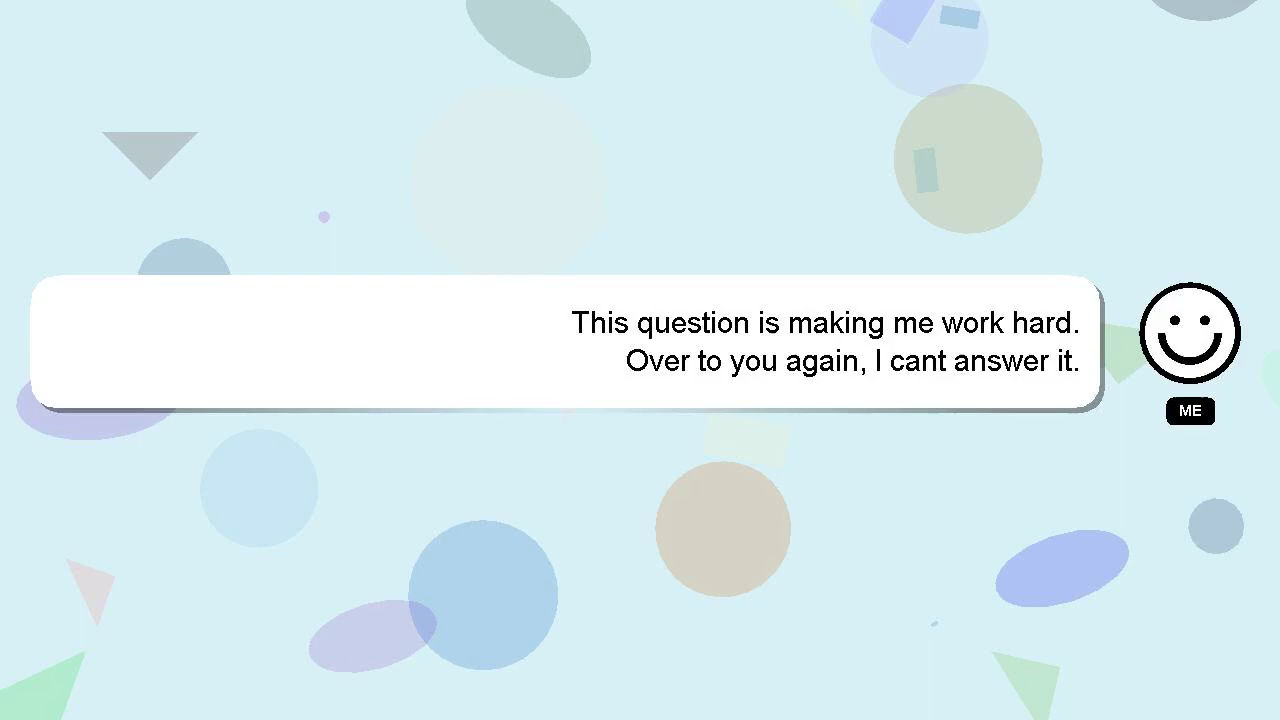 This question is making me work hard.
Over to you again, I cant answer it.
ME